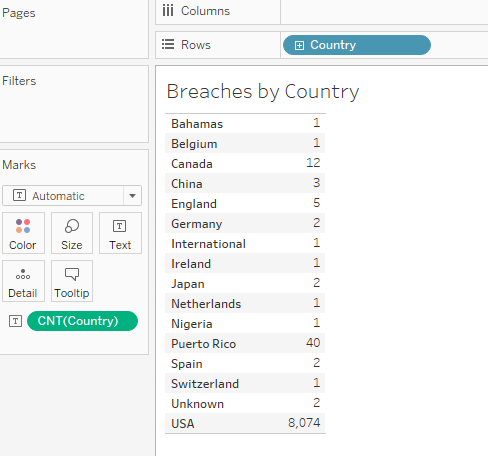 Pages
Columns
Rows
Country
Filters
Marks
T Automatic
Color Size T Text
Detail Tooltip
T CNT(Country)
Breaches by Country
Bahamas 1
Belgium 1
Canada 12
China 3
England 5
Germany 2
International 1
Ireland 1
Japan 2
Netherlands 1
Nigeria 1
Puerto Rico 40
Spain 2
Switzerland 1
Unknown 2
USA 8,074